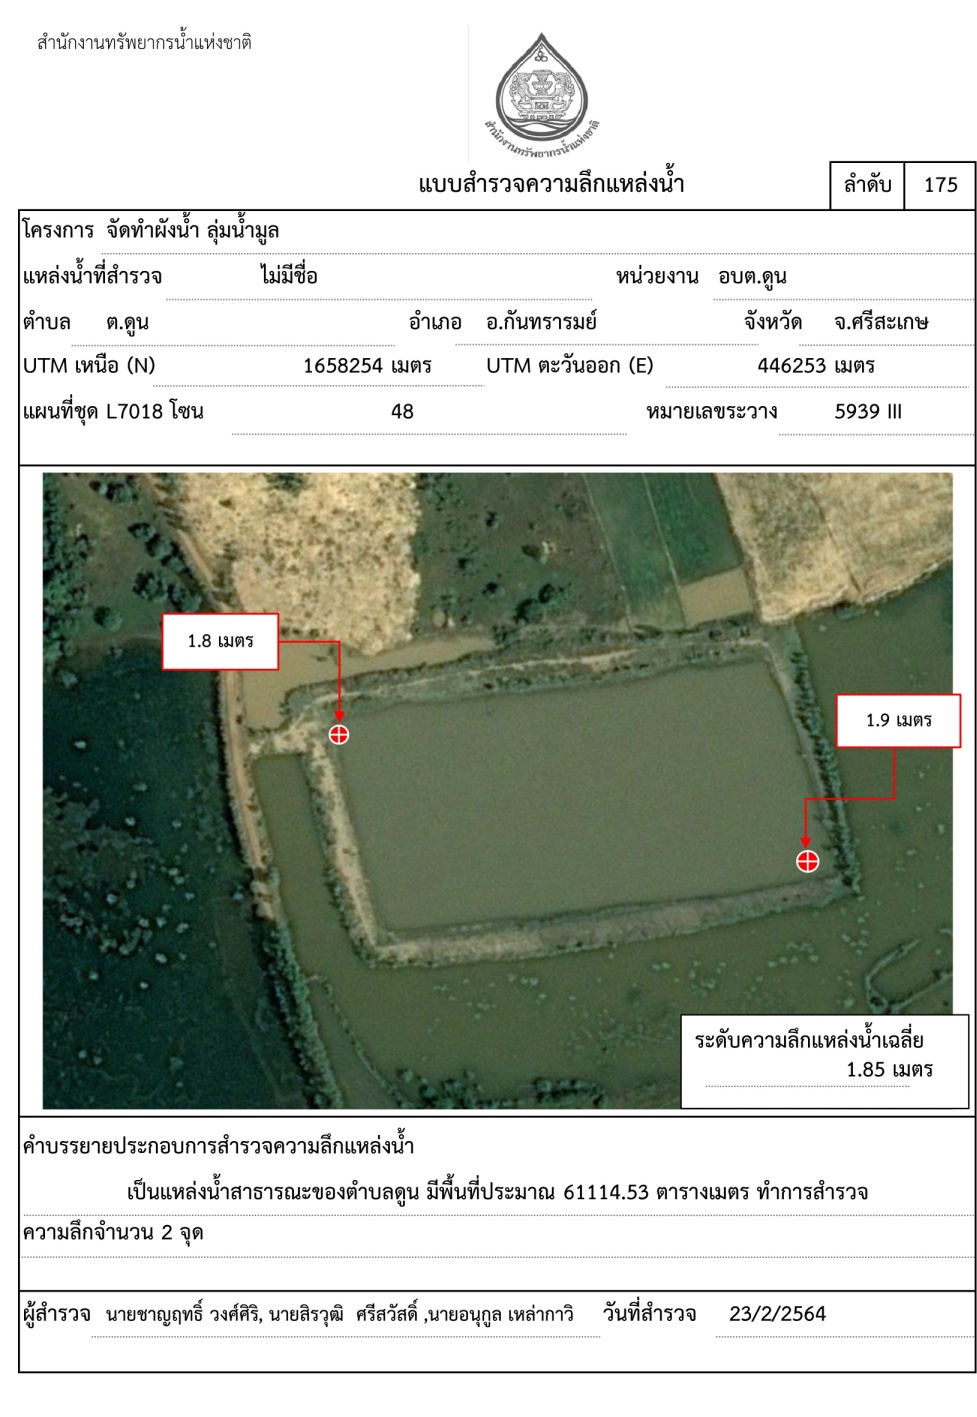 สำนักงานทรัพยากรน้ำแห่งชาติ
สำนักงานทรัพยากรน้ำแห่งชาติ
แบบสำรวจความลึกแหล่งน้ำ
ลำดับ 175
โครงการ จัดทำผังน้ำ ลุ่มน้ำมูล
แหล่งน้ำที่สำรวจ ไม่มีชื่อ หน่วยงาน อบต.ดูน
ตำบล ต.ดูน อำเภอ อ.กันทรารมย์ จังหวัด จ.ศรีสะเกษ
UTM เหนือ (N) 1658254 เมตร UTM ตะวันออก (E) 446253 เมตร
แผนที่ชุด L7018 โซน 48 หมายเลขระวาง 5939 III
1.8 เมตร
1.9 เมตร
ระดับความลึกแหล่งน้ำเฉลี่ย
1.85 เมตร
คำบรรยายประกอบการสำรวจความลึกแหล่งน้ำ
เป็นแหล่งน้ำสาธารณะของตำบลดูน มีพื้นที่ประมาณ 61114.53 ตารางเมตร ทำการสำรวจ
ความลึกจำนวน 2 จุด
ผู้สำรวจ นายชาญฤทธิ์ วงศ์ศิริ, นายสิรวุฒิ ศรีสวัสดิ์ ,นายอนุกูล เหล่ากาวิ วันที่สำรวจ 23/2/2564